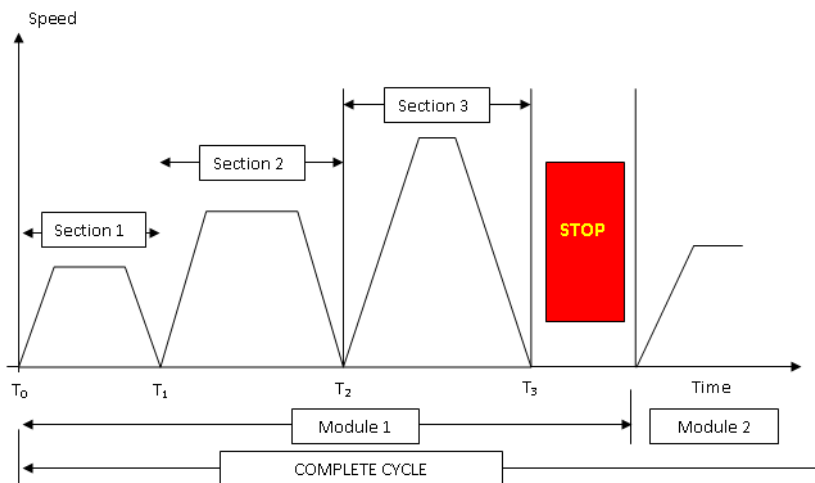 Speed
Section 3
Section 2
Section 1
STOP
T₀
T₁
T₂
T₃
Time
Module 1
Module 2
COMPLETE CYCLE